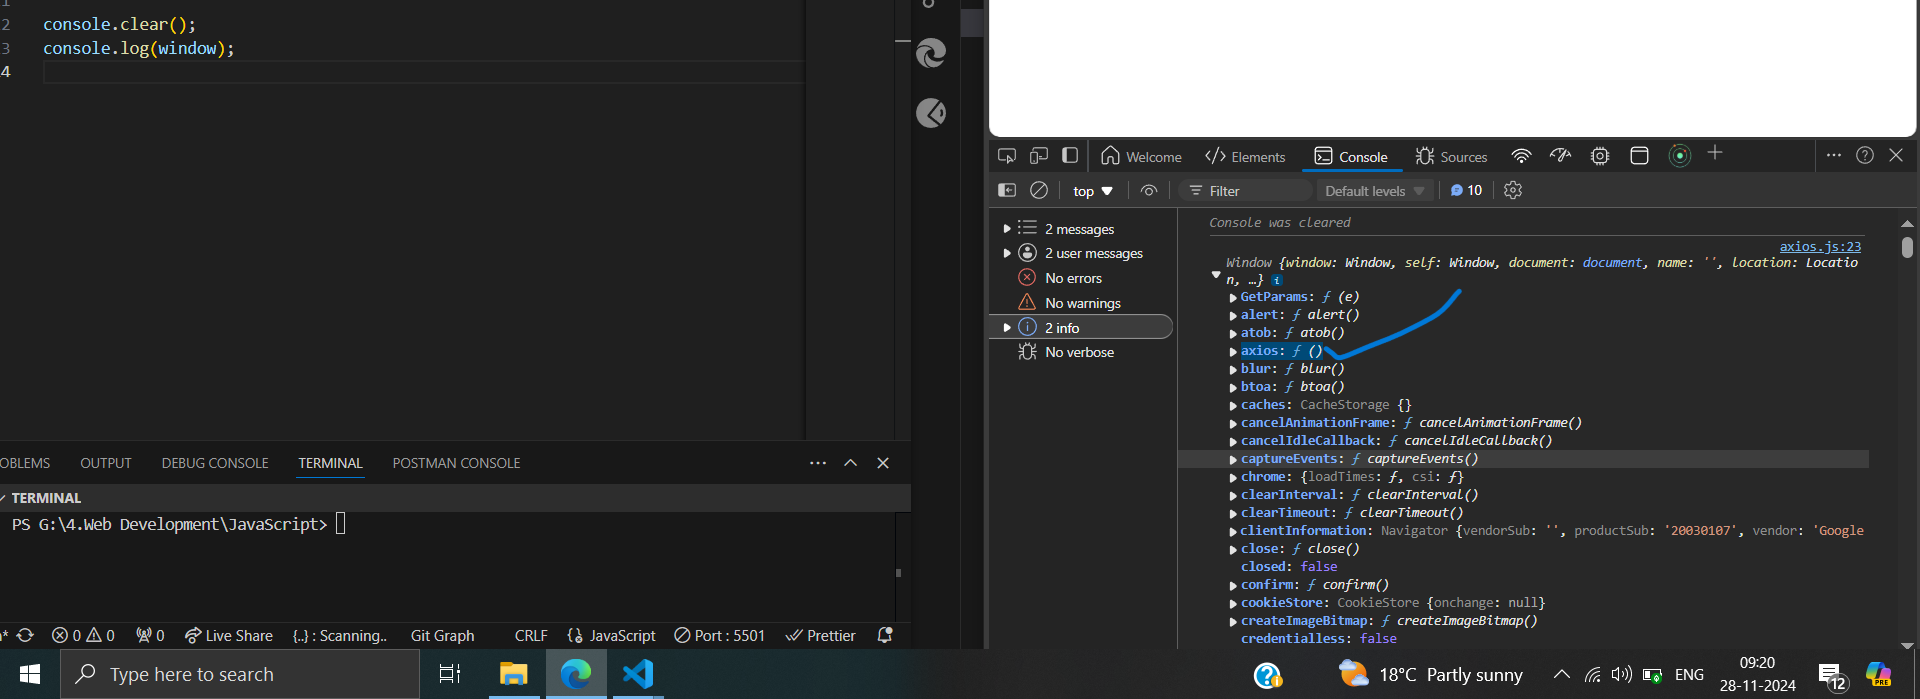 2 console.clear();
3 console.log(window);
4
OBLEMS OUTPUT DEBUG CONSOLE TERMINAL POSTMAN CONSOLE
TERMINAL
PS G:\4.Web Development\JavaScript>
0 0 0 Live Share {..} : Scanning.. Git Graph CRLF JavaScript Port : 5501 Prettier
Welcome Elements Console Sources
top Filter Default levels 10
2 messages
2 user messages
No errors
No warnings
2 info
No verbose
Console was cleared
axios.js:23
Window {window: Window, self: Window, document: document, name: '', location: Locatio
n, …} i
GetParams: ƒ (e)
alert: ƒ alert()
atob: ƒ atob()
axios: ƒ ()
blur: ƒ blur()
btoa: ƒ btoa()
caches: CacheStorage {}
cancelAnimationFrame: ƒ cancelAnimationFrame()
cancelIdleCallback: ƒ cancelIdleCallback()
captureEvents: ƒ captureEvents()
chrome: {loadTimes: ƒ, csi: ƒ}
clearInterval: ƒ clearInterval()
clearTimeout: ƒ clearTimeout()
clientInformation: Navigator {vendorSub: '', productSub: '20030107', vendor: 'Google
close: ƒ close()
closed: false
confirm: ƒ confirm()
cookieStore: CookieStore {onchange: null}
createImageBitmap: ƒ createImageBitmap()
credentialless: false
Type here to search 18°C Partly sunny ENG 09:20
28-11-2024 12 PRE